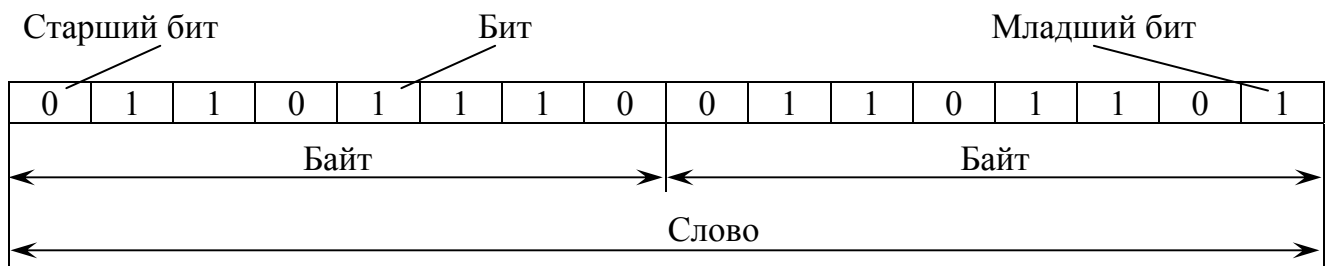 Старший бит Бит Младший бит
0 1 1 0 1 1 1 0 0 1 1 0 1 1 0 1
Байт Байт
Слово